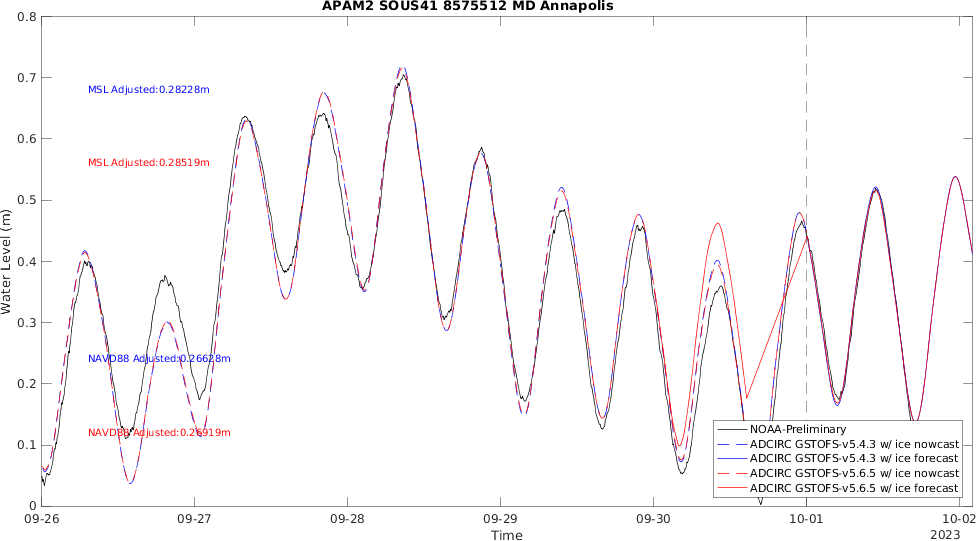 APAM2 SOUS41 8575512 MD Annapolis
0.8
0.7
0.6
0.5
0.4
0.3
0.2
0.1
0
Water Level (m)
MSL Adjusted:0.28228m
MSL Adjusted:0.28519m
NAVD88 Adjusted:0.26628m
NAVD88 Adjusted:0.26919m
NOAA-Preliminary
ADCIRC GSTOFS-v5.4.3 w/ ice nowcast
ADCIRC GSTOFS-v5.4.3 w/ ice forecast
ADCIRC GSTOFS-v5.6.5 w/ ice nowcast
ADCIRC GSTOFS-v5.6.5 w/ ice forecast
09-26
09-27
09-28
09-29
09-30
10-01
10-02
Time
2023